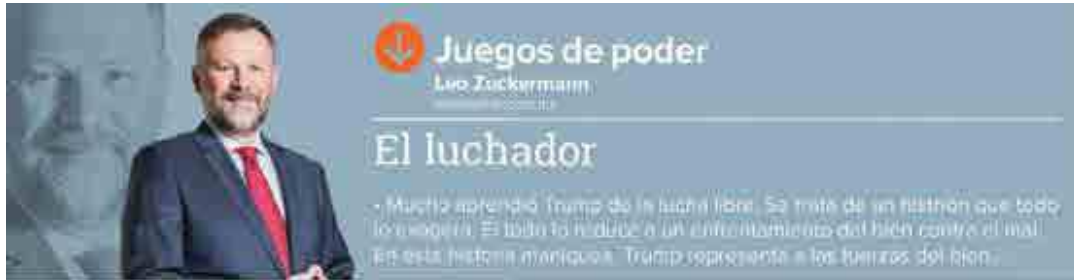 Juegos de poder
Leo Zuckermann
El luchador
• Mucho aprendió Trump de la lucha libre. Se trata de un histrión que todo
lo exagera. Él todo lo reduce a un enfrentamiento del bien contra el mal.
En esta historia maniquea, Trump representa a las fuerzas del bien...